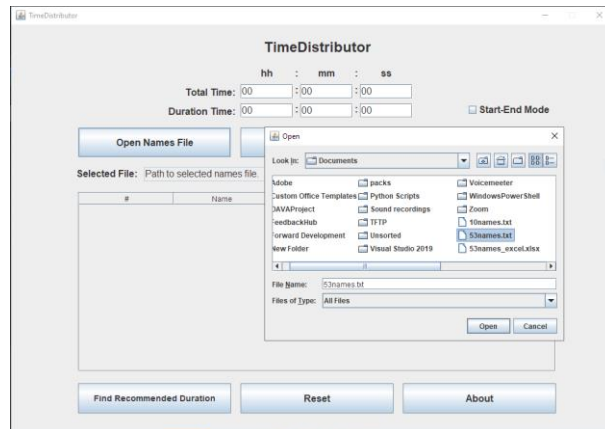 TimeDistributor
TimeDistributor
hh : mm : ss
Total Time: 00 : 00 : 00
Duration Time: 00 : 00 : 00
Start-End Mode
Open Names File
Selected File: Path to selected names file.
# Name
Open
Look In: Documents
Adobe packs Voicemeeter
Custom Office Templates Python Scripts WindowsPowerShell
DAVAProject Sound recordings Zoom
FeedbackHub TFTP 10names.txt
Forward Development Unsorted 53names.txt
New Folder Visual Studio 2019 53names_excel.xlsx
File Name: 53names.txt
Files of Type: All Files
Open Cancel
Find Recommended Duration Reset About